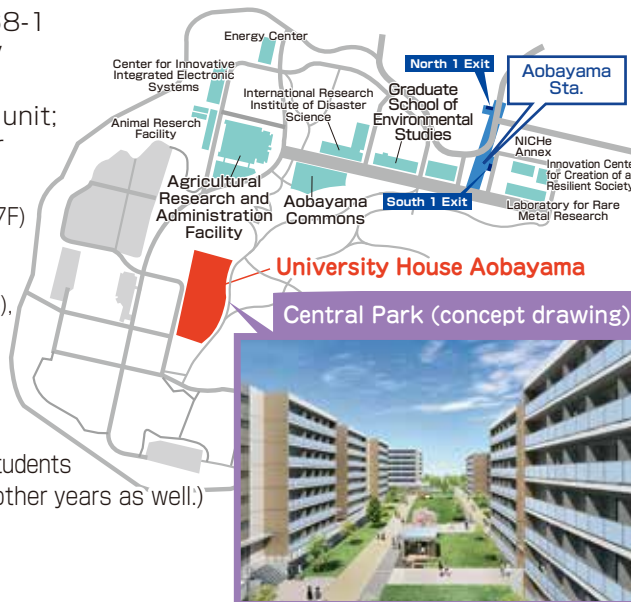 8-1
unit;
7F)
),
tudents
other years as well.)
Energy Center
Center for Innovative
Integrated Electronic
Systems
Animal Reserch
Facility
International Research
Institute of Disaster
Science
Graduate
School of
Environmental
Studies
North 1 Exit
Aobayama
Sta.
NICHe
Annex
Innovation Cente
for Creation of a
Resilient Society
Laboratory for Rare
Metal Research
South 1 Exit
Agricultural
Research and
Administration
Facility
Aobayama
Commons
University House Aobayama
Central Park (concept drawing)